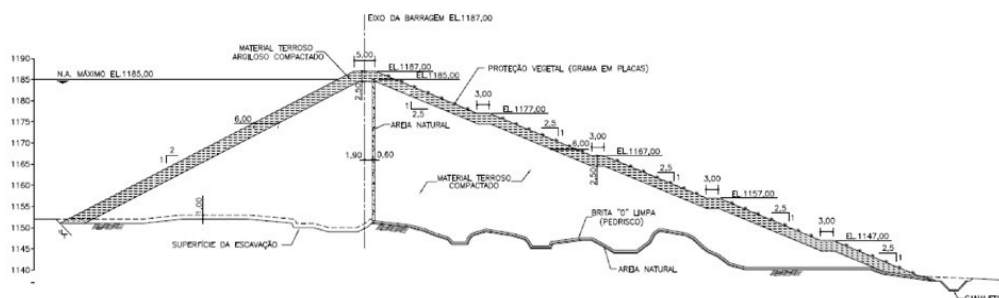 EIXO DA BARRAGEM EL.1187,00
MATERIAL TERROSO
ARGILOSO COMPACTADO
5,00
1190
N.A. MÁXIMO EL.1185,00
EL.1187,00
EL.1185,00
PROTEÇÃO VEGETAL (GRAMA EM PLACAS)
1185
2,50
1
2,5
3,00
1180
EL.1177,00
1175
6,00
AREIA NATURAL
2,5
1
3,00
1170
6,00
1
2
1,90
0,60
EL.1167,00
1165
MATERIAL TERROSO
COMPACTADO
2,50
2,5
1
3,00
1160
EL.1157,00
1155
1,00
BRITA "0" LIMPA
(PEDRISCO)
2,5
1
3,00
1150
EL.1147,00
SUPERFÍCIE DA ESCAVAÇÃO
1145
AREIA NATURAL
2,5
1
1140